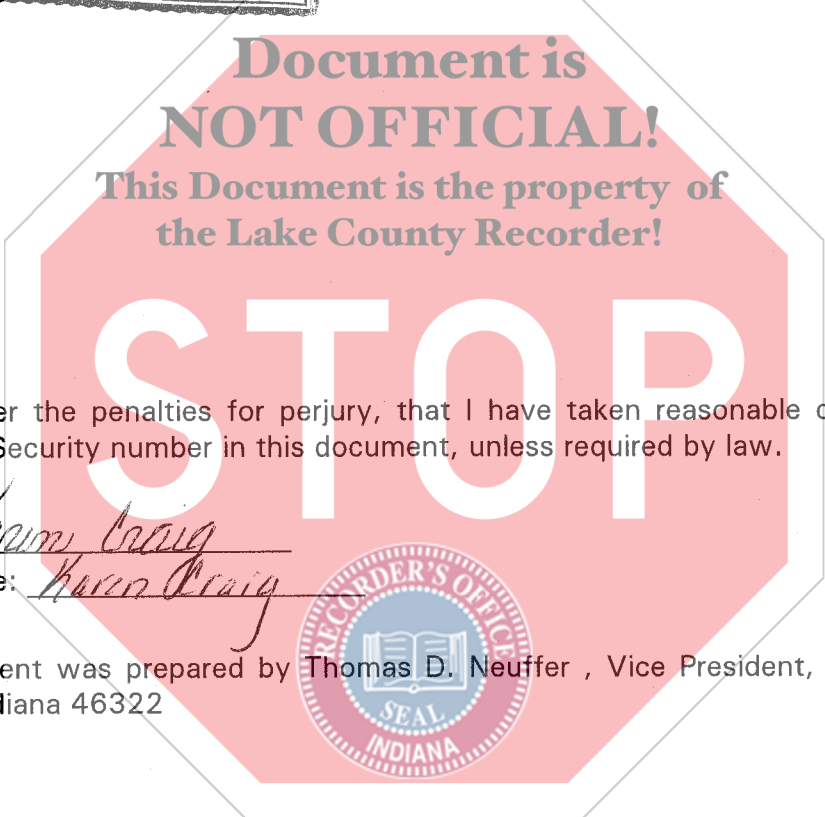 Document is
NOT OFFICIAL!
This Document is the property of
the Lake County Recorder!
STOP
er the penalties for perjury, that I have taken reasonable
Security number in this document, unless required by law.
Craig
e: Karen Craig
RECORDER'S OFFICE
ent was prepared by Thomas D. Neuffer , Vice President,
diana 46322
SEAL
INDIANA